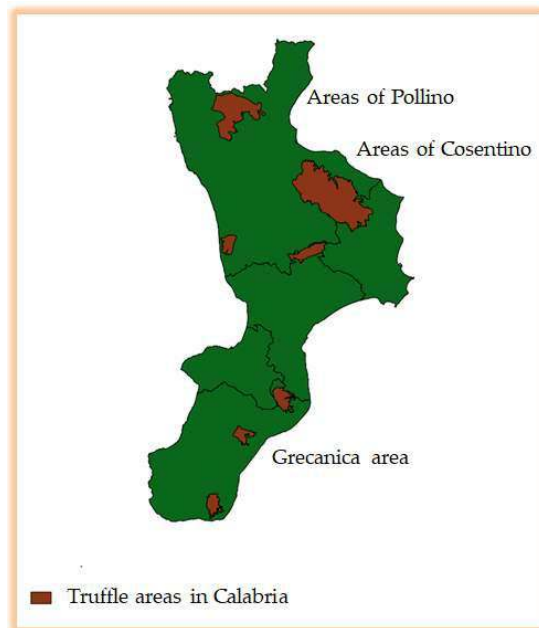 Areas of Pollino
Areas of Cosentino
Grecanica area
Truffle areas in Calabria